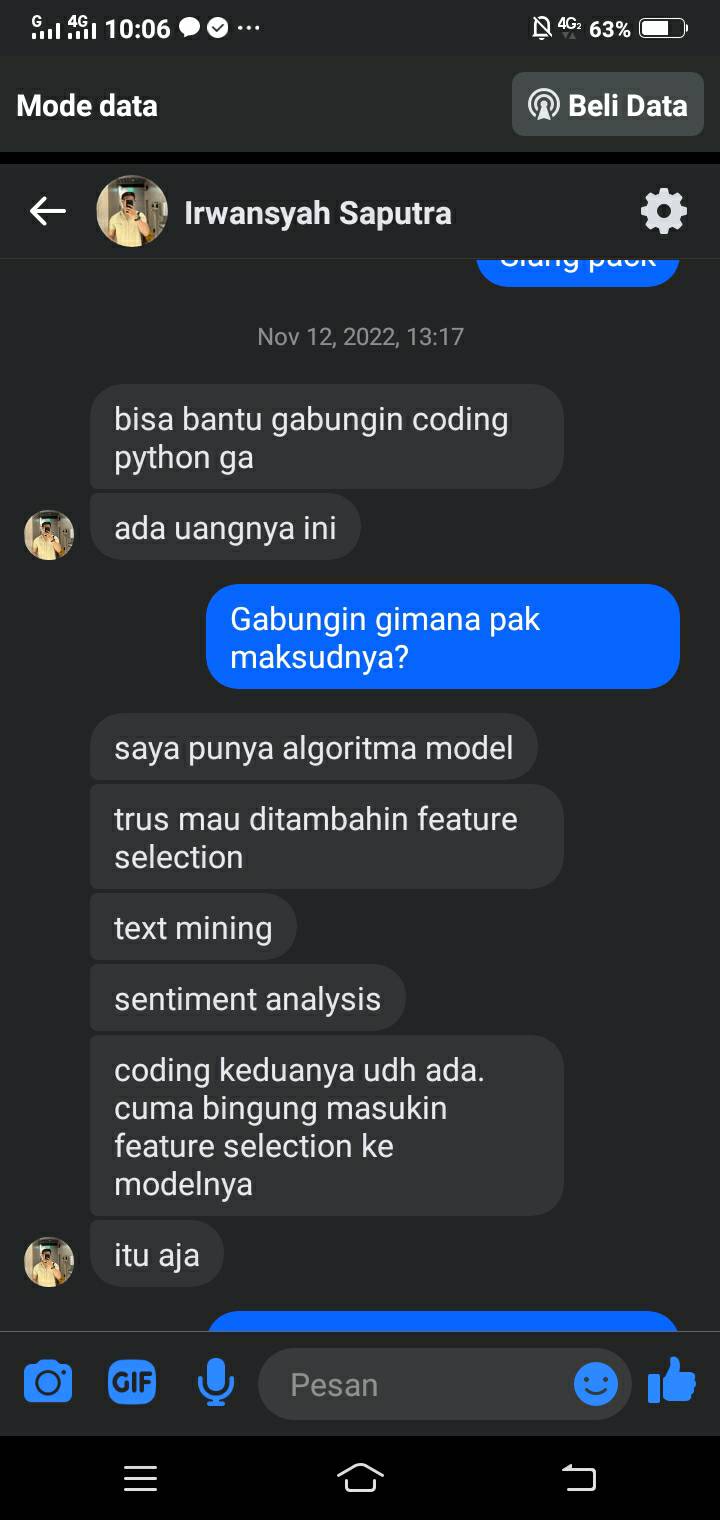 G 4G 10:06 4G2 63%
Mode data Beli Data
Irwansyah Saputra
Nov 12, 2022, 13:17
bisa bantu gabungin coding
python ga
ada uangnya ini
Gabungin gimana pak
maksudnya?
saya punya algoritma model
trus mau ditambahin feature
selection
text mining
sentiment analysis
coding keduanya udh ada.
cuma bingung masukin
feature selection ke
modelnya
itu aja
GIF Pesan